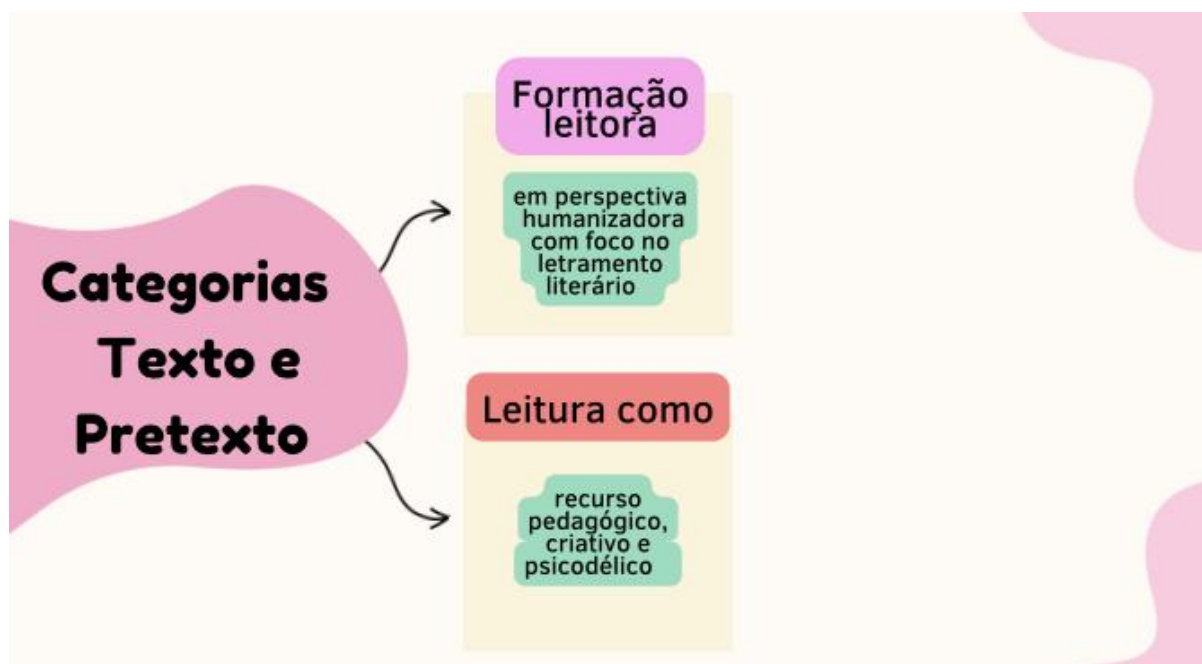 Categorias
Texto e
Pretexto
Formação
leitora
em perspectiva
humanizadora
com foco no
letramento
literário
Leitura como
recurso
pedagógico,
criativo e
psicodélico